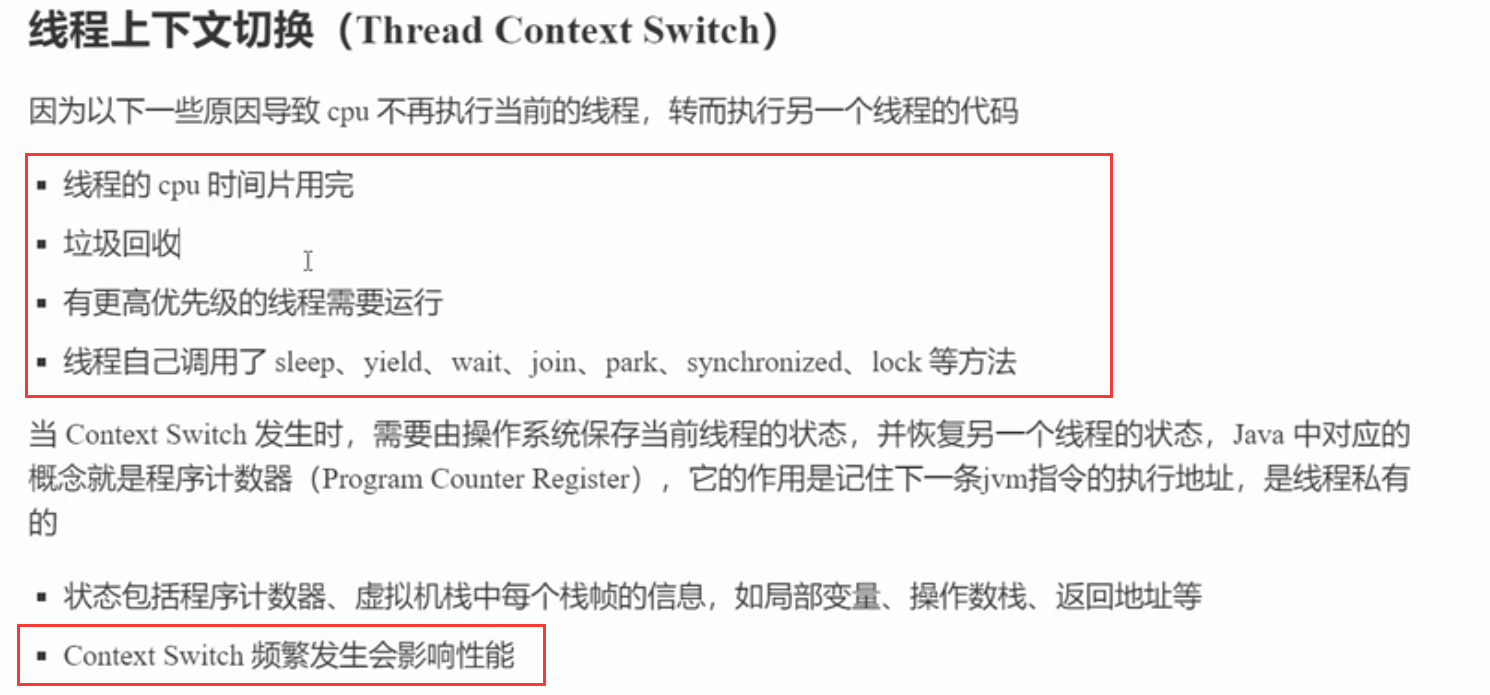 线程上下文切换（Thread Context Switch）
因为以下一些原因导致 cpu 不再执行当前的线程，转而执行另一个线程的代码
▪ 线程的 cpu 时间片用完
▪ 垃圾回收
▪ 有更高优先级的线程需要运行
▪ 线程自己调用了 sleep、yield、wait、join、park、synchronized、lock 等方法
当 Context Switch 发生时，需要由操作系统保存当前线程的状态，并恢复另一个线程的状态，Java 中对应的
概念就是程序计数器（Program Counter Register），它的作用是记住下一条jvm指令的执行地址，是线程私有
的
▪ 状态包括程序计数器、虚拟机栈中每个栈帧的信息，如局部变量、操作数栈、返回地址等
▪ Context Switch 频繁发生会影响性能